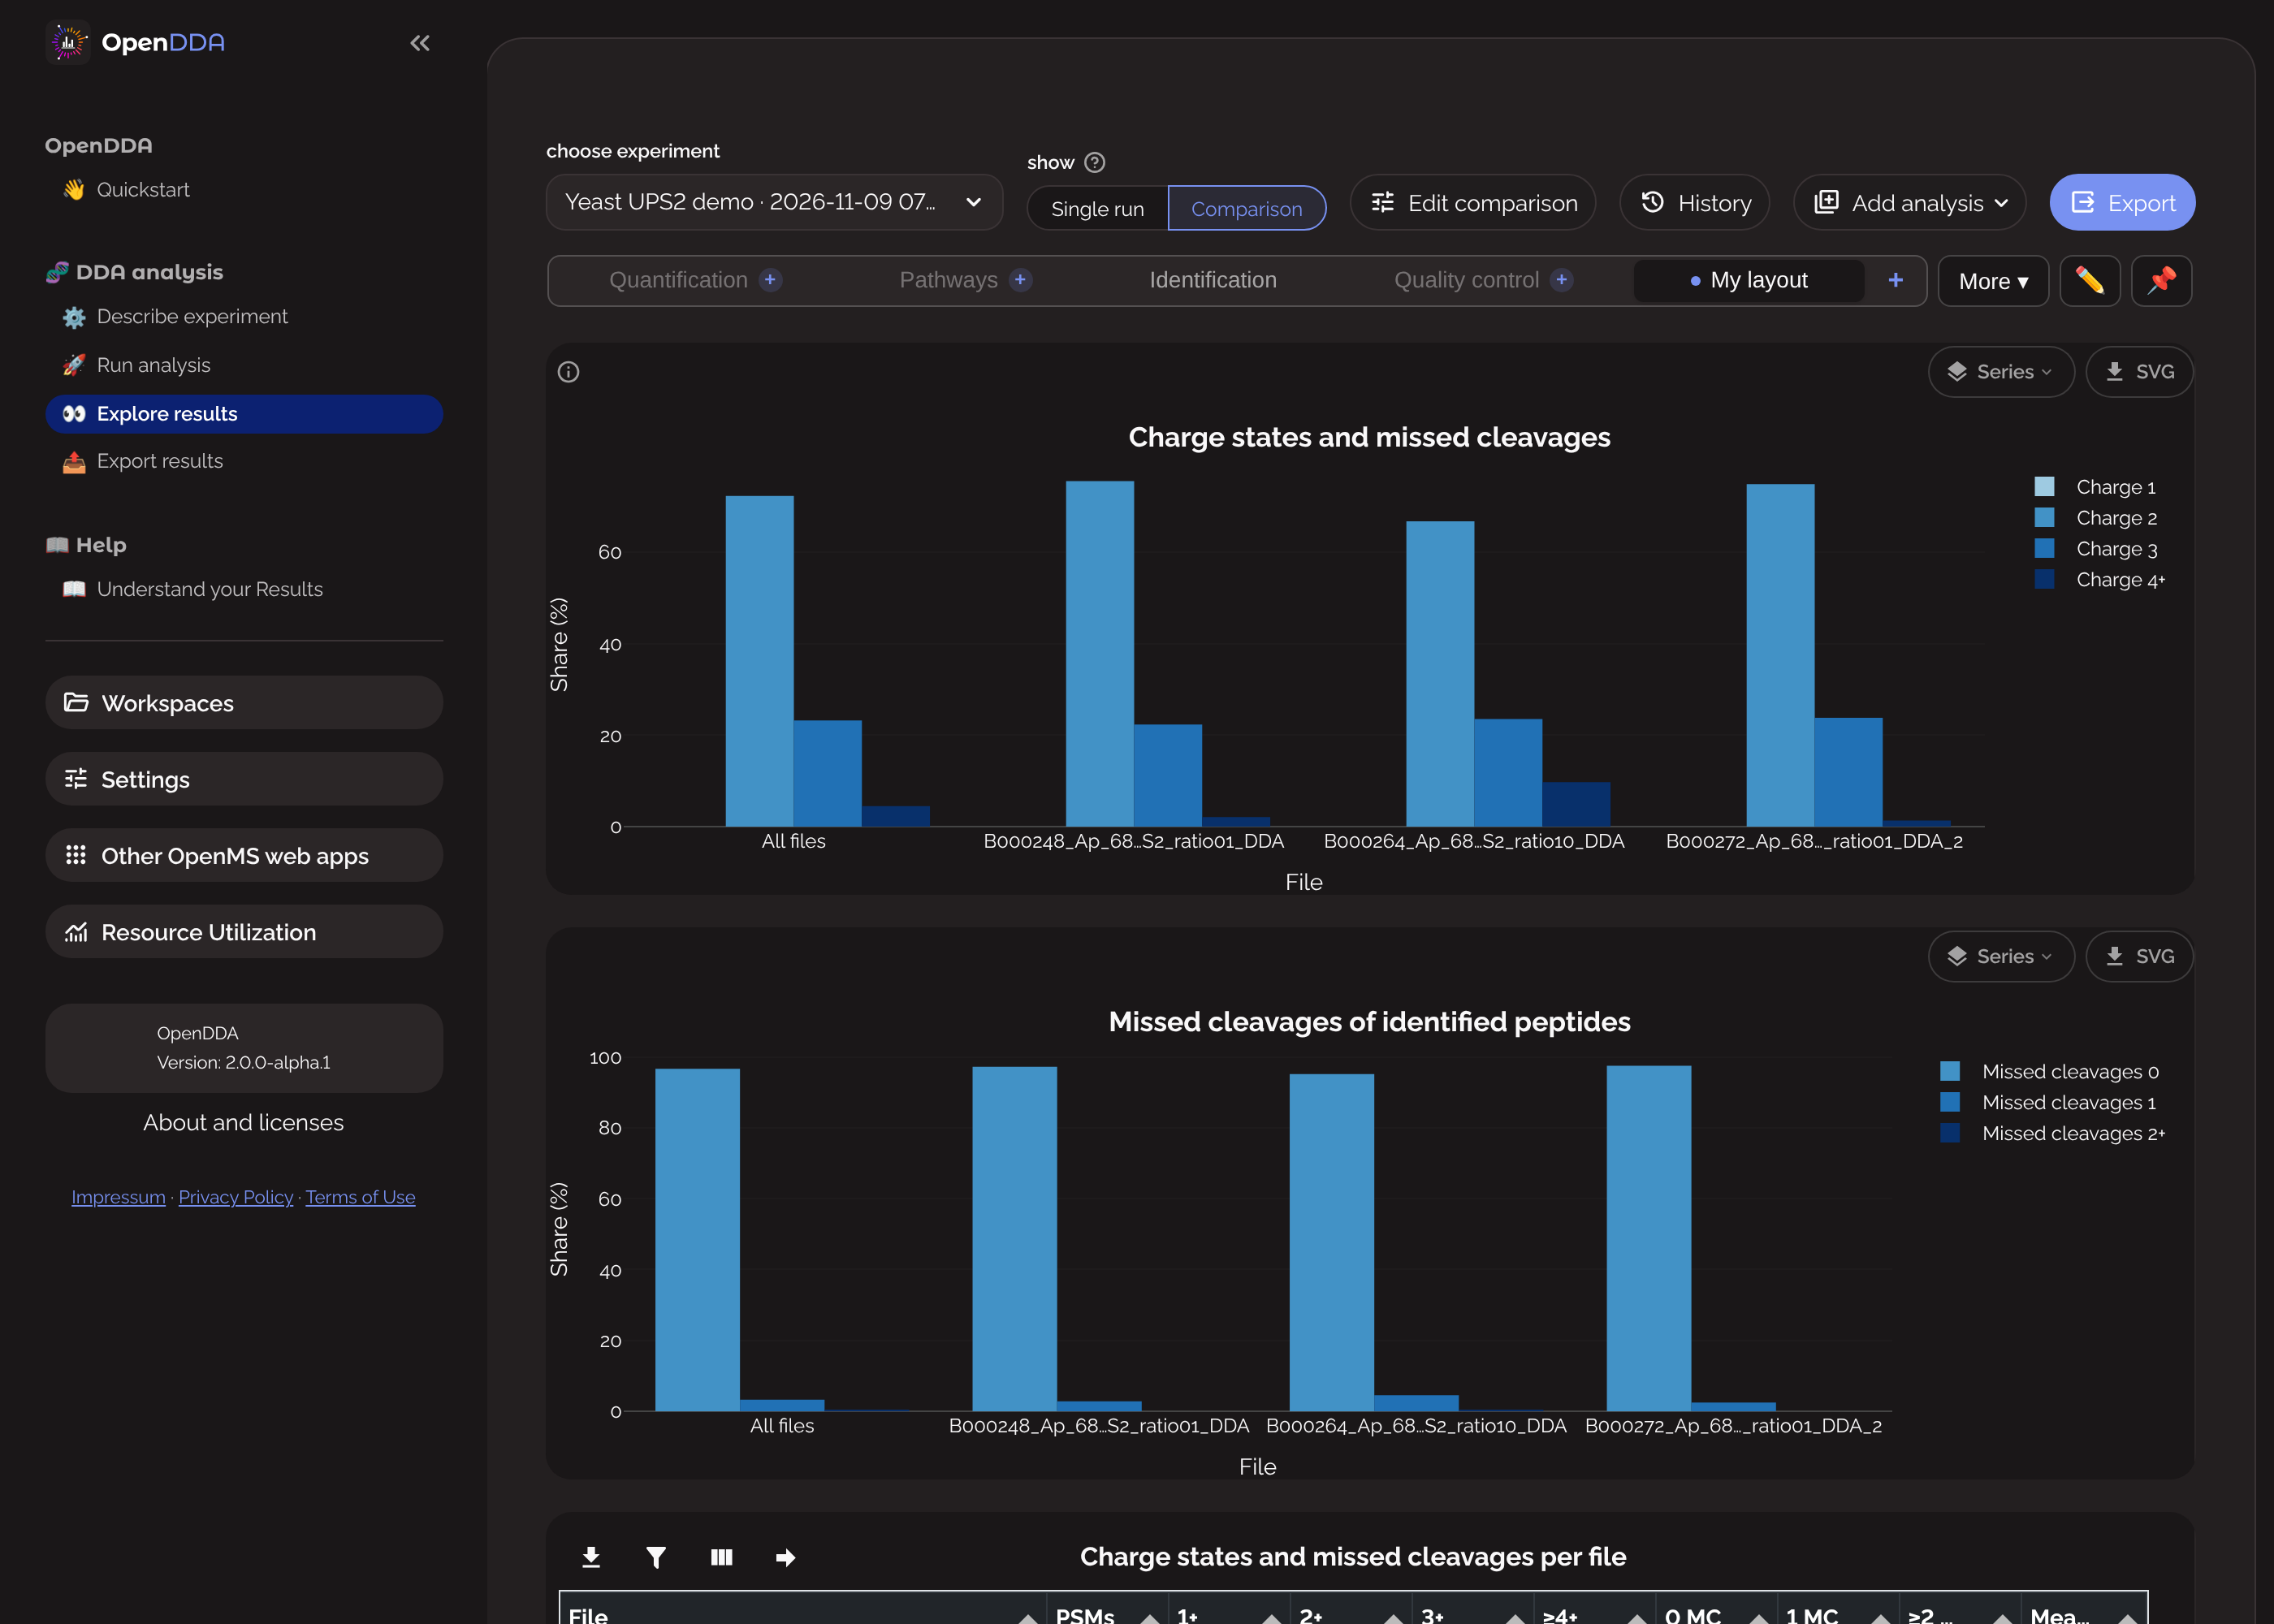 OpenDDA
OpenDDA
👋 Quickstart
🧬 DDA analysis
⚙️ Describe experiment
🚀 Run analysis
👀 Explore results
📤 Export results
📖 Help
📖 Understand your Results
Workspaces
Settings
Other OpenMS web apps
Resource Utilization
OpenDDA
Version: 2.0.0-alpha.1
About and licenses
Impressum · Privacy Policy · Terms of Use
choose experiment
Yeast UPS2 demo · 2026-11-09 07...
show
Single run Comparison
Edit comparison
History
Add analysis
Export
Quantification + Pathways + Identification Quality control + My layout +
More ▾
Series
SVG
Charge states and missed cleavages
Share (%)
60
40
20
0
All files B000248_Ap_68...S2_ratio01_DDA B000264_Ap_68...S2_ratio10_DDA B000272_Ap_68..._ratio01_DDA_2
File
Charge 1
Charge 2
Charge 3
Charge 4+
Series
SVG
Missed cleavages of identified peptides
Share (%)
100
80
60
40
20
0
All files B000248_Ap_68...S2_ratio01_DDA B000264_Ap_68...S2_ratio10_DDA B000272_Ap_68..._ratio01_DDA_2
File
Missed cleavages 0
Missed cleavages 1
Missed cleavages 2+
Charge states and missed cleavages per file
File PSMs 1+ 2+ 3+ ≥4+ 0 MC 1 MC ≥2 ... Mea...